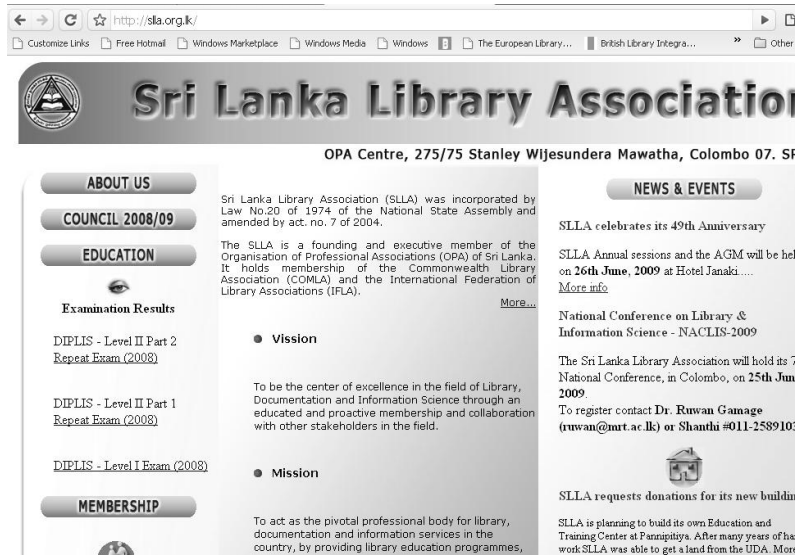 http://slla.org.lk/
Customize Links Free Hotmail Windows Marketplace Windows Media Windows The European Library... British Library Integra... » Other
Sri Lanka Library Association
OPA Centre, 275/75 Stanley Wijesundera Mawatha, Colombo 07. SR
ABOUT US
COUNCIL 2008/09
EDUCATION
Examination Results
DIPLIS - Level II Part 2
Repeat Exam (2008)
DIPLIS - Level II Part 1
Repeat Exam (2008)
DIPLIS - Level I Exam (2008)
MEMBERSHIP
Sri Lanka Library Association (SLLA) was incorporated by
Law No.20 of 1974 of the National State Assembly and
amended by act. no. 7 of 2004.
The SLLA is a founding and executive member of the
Organisation of Professional Associations (OPA) of Sri Lanka.
It holds membership of the Commonwealth Library
Association (COMLA) and the International Federation of
Library Associations (IFLA).
More...
Vission
To be the center of excellence in the field of Library,
Documentation and Information Science through an
educated and proactive membership and collaboration
with other stakeholders in the field.
Mission
To act as the pivotal professional body for library,
documentation and information services in the
country, by providing library education programmes,
NEWS & EVENTS
SLLA celebrates its 49th Anniversary
SLLA Annual sessions and the AGM will be hel
on 26th June, 2009 at Hotel Janaki.....
More info
National Conference on Library &
Information Science - NACLIS-2009
The Sri Lanka Library Association will hold its 7
National Conference, in Colombo, on 25th Jun
2009.
To register contact Dr. Ruwan Gamage
(ruwan@mrt.ac.lk) or Shanthi #011-2589103
SLLA requests donations for its new buildin
SLLA is planning to build its own Education and
Training Center at Pannipitiya. After many years of ha
work SLLA was able to get a land from the UDA. More